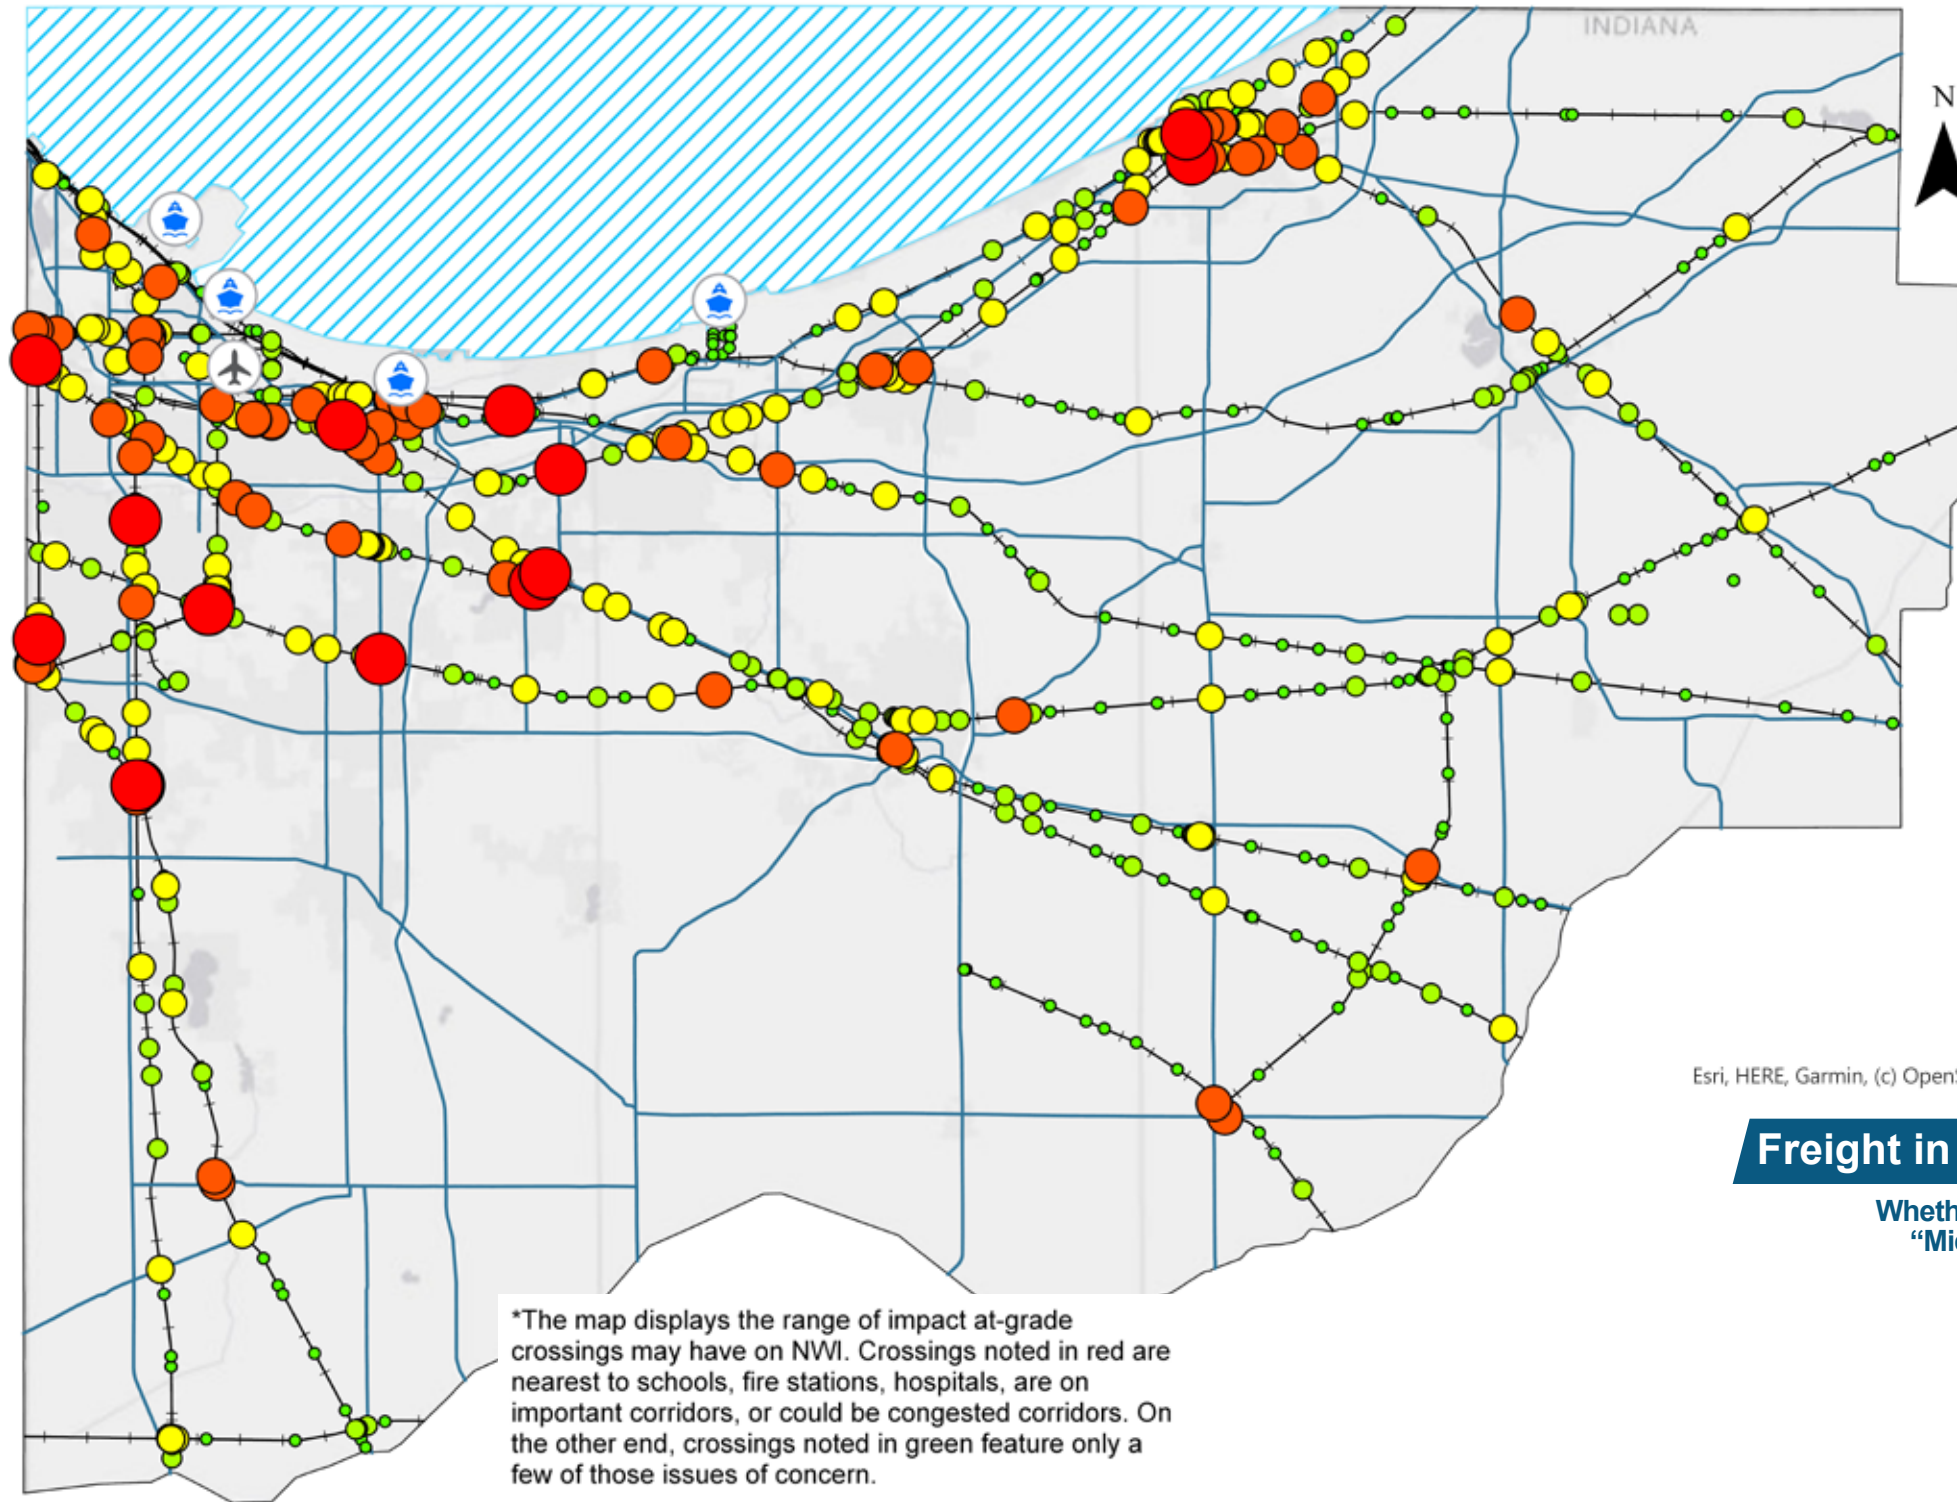 INDIANA
N
*The map displays the range of impact at-grade
crossings may have on NWI. Crossings noted in red are
nearest to schools, fire stations, hospitals, are on
important corridors, or could be congested corridors. On
the other end, crossings noted in green feature only a
few of those issues of concern.
Esri, HERE, Garmin, (c) Open
Freight in
Wheth
“Mi